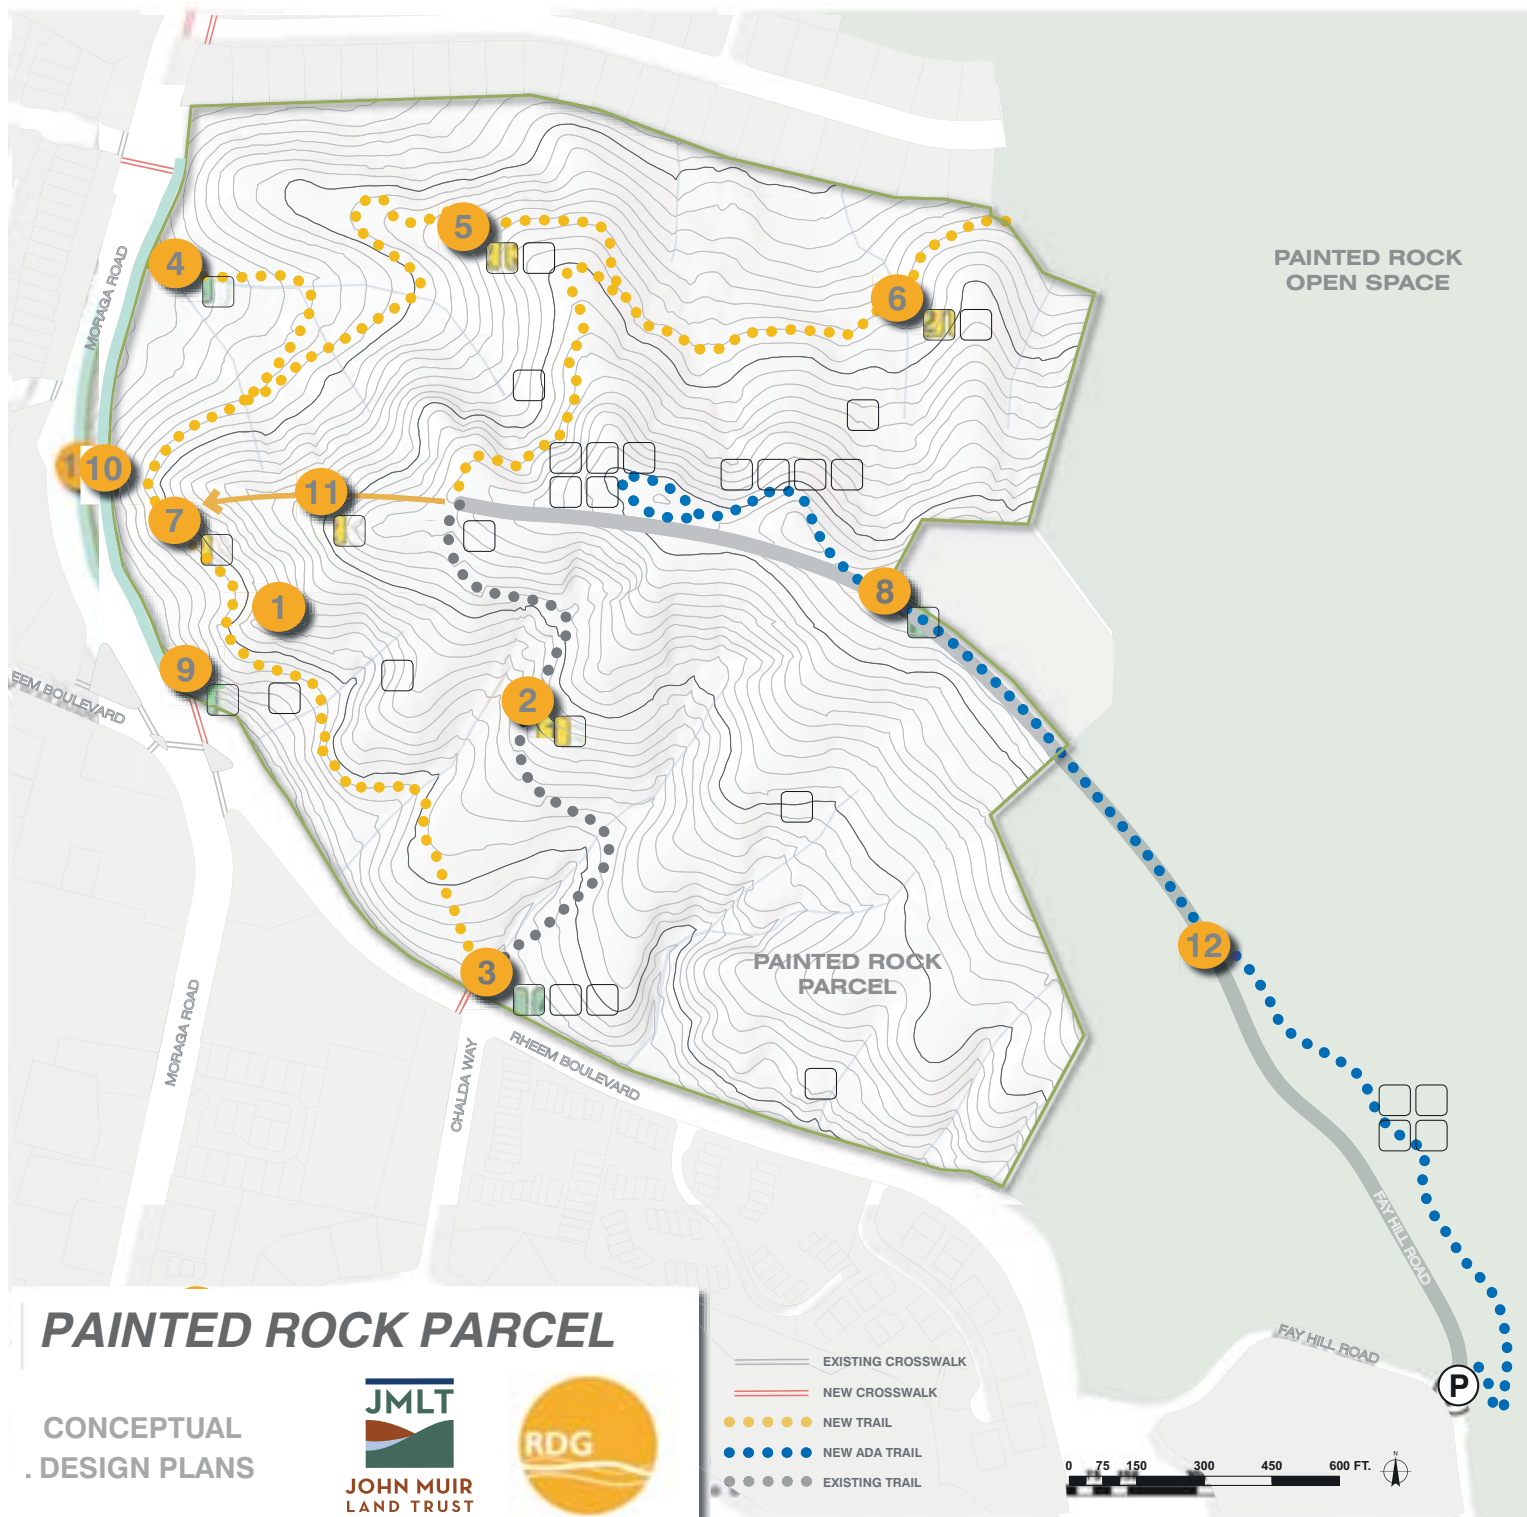 PAINTED ROCK
OPEN SPACE
MORAGA ROAD
5
4
6
10
11
7
8
1
9
2
EEM BOULEVARD
12
3
PAINTED ROCK
PARCEL
MORAGA ROAD
CHALDA WAY
RHEEM BOULEVARD
FAY HILL ROAD
FAY HILL ROAD
P
PAINTED ROCK PARCEL
CONCEPTUAL
. DESIGN PLANS
JMLT
JOHN MUIR
LAND TRUST
RDG
EXISTING CROSSWALK
NEW CROSSWALK
NEW TRAIL
NEW ADA TRAIL
EXISTING TRAIL
0 75 150 300 450 600 FT.
N